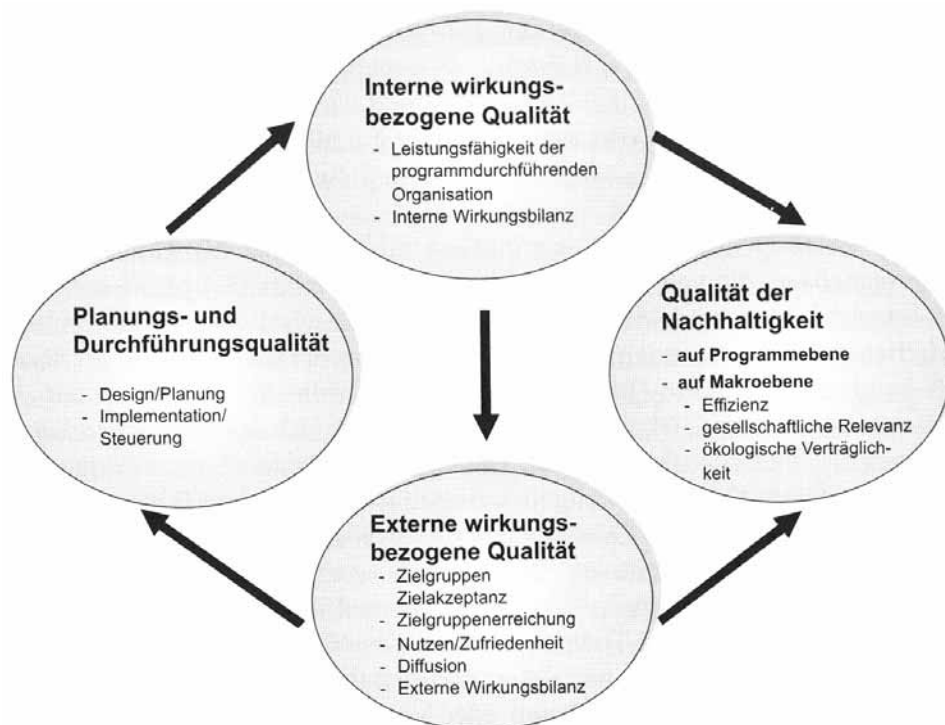 Interne wirkungs-
bezogene Qualität
- Leistungsfähigkeit der
programmdurchführenden
Organisation
- Interne Wirkungsbilanz
Planungs- und
Durchführungsqualität
- Design/Planung
- Implementation/
Steuerung
Qualität der
Nachhaltigkeit
- auf Programmebene
- auf Makroebene
- Effizienz
- gesellschaftliche Relevanz
- ökologische Verträglich-
keit
Externe wirkungs-
bezogene Qualität
- Zielgruppen
Zielakzeptanz
- Zielgruppenerreichung
- Nutzen/Zufriedenheit
- Diffusion
- Externe Wirkungsbilanz